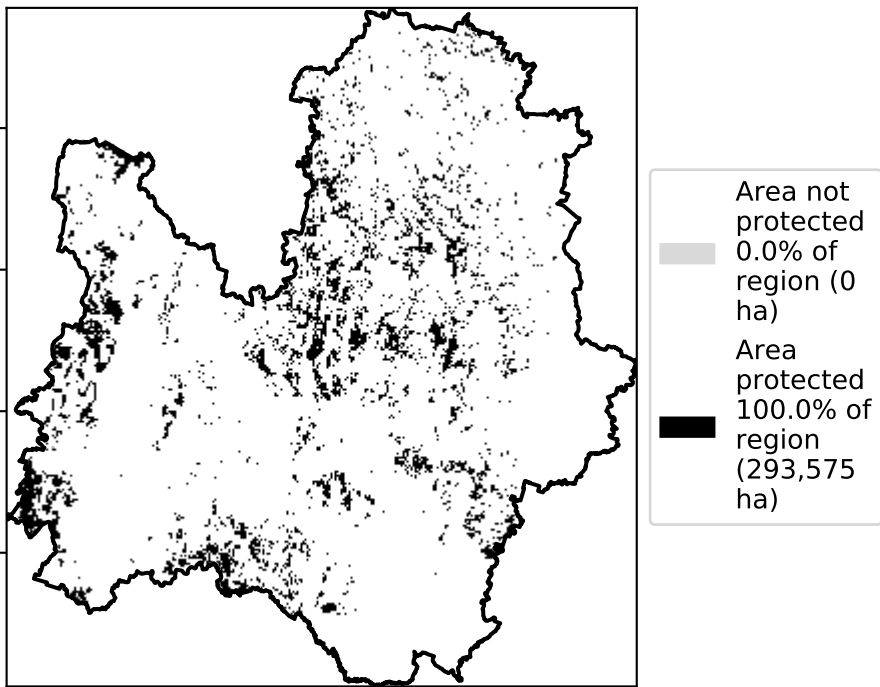 Area not
protected
0.0% of
region (0
ha)
Area
protected
100.0% of
region
(293,575
ha)